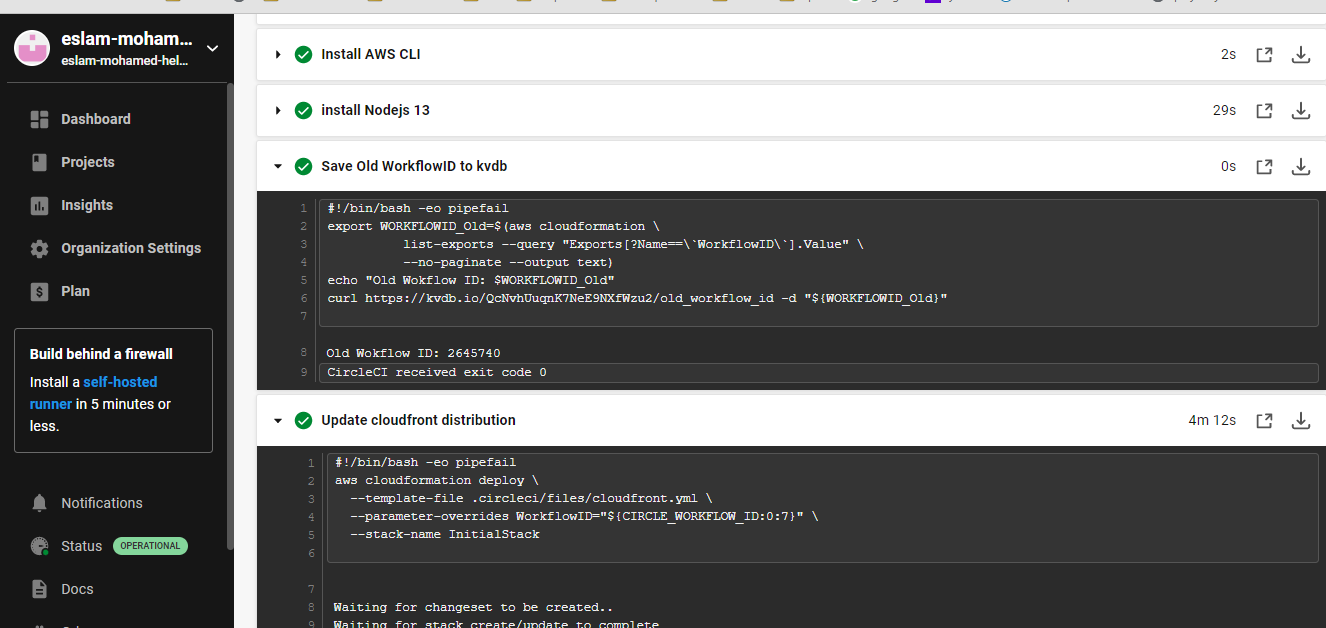 eslam-moham...
eslam-mohamed-hel...
Dashboard
Projects
Insights
Organization Settings
Plan
Build behind a firewall
Install a self-hosted
runner in 5 minutes or
less.
Notifications
Status OPERATIONAL
Docs
Install AWS CLI 2s
install Nodejs 13 29s
Save Old WorkflowID to kvdb 0s
1 #!/bin/bash -eo pipefail
2 export WORKFLOWID_Old=$(aws cloudformation \
3 list-exports --query "Exports[?Name==\`WorkflowID\`].Value" \
4 --no-paginate --output text)
5 echo "Old Wokflow ID: $WORKFLOWID_Old"
6 curl https://kvdb.io/QcNvhUuqnK7NeE9NXfWzu2/old_workflow_id -d "${WORKFLOWID_Old}"
7
8 Old Wokflow ID: 2645740
9 CircleCI received exit code 0
Update cloudfront distribution 4m 12s
1 #!/bin/bash -eo pipefail
2 aws cloudformation deploy \
3 --template-file .circleci/files/cloudfront.yml \
4 --parameter-overrides WorkflowID="${CIRCLE_WORKFLOW_ID:0:7}" \
5 --stack-name InitialStack
6
7
8 Waiting for changeset to be created..
9 Waiting for stack create/update to complete